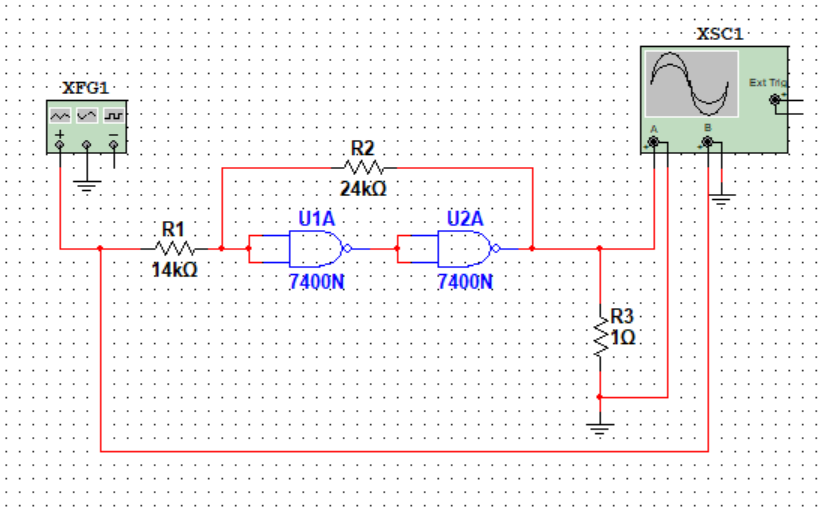 XSC1
XFG1
Ext Trig
+
A
B
+
−
+
+
R2
24kΩ
R1
14kΩ
U1A
7400N
U2A
7400N
R3
1Ω